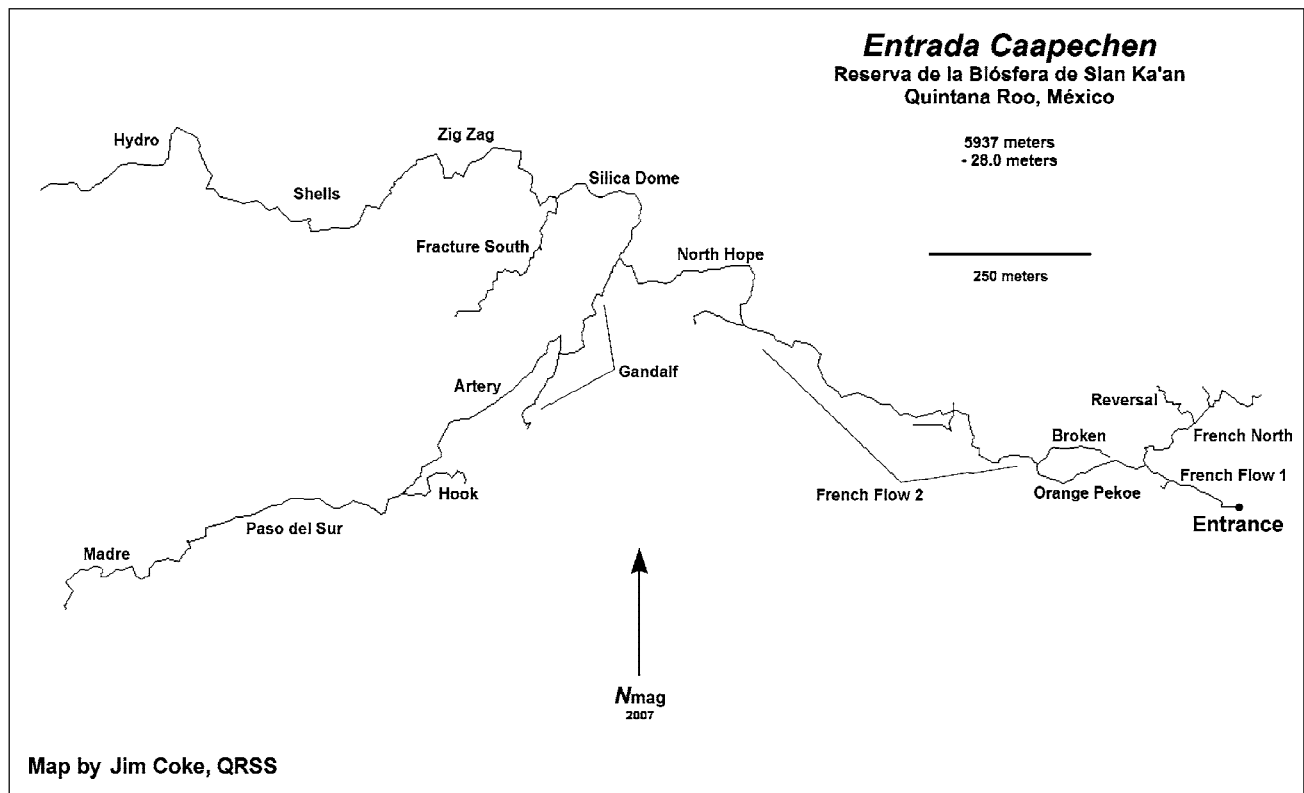 Entrada Caapechen
Reserva de la Biósfera de Sian Ka'an
Quintana Roo, México
5937 meters
- 28.0 meters
250 meters
Hydro
Zig Zag
Shells
Silica Dome
Fracture South
North Hope
Artery
Gandalf
Reversal
Broken
French North
French Flow 1
Hook
French Flow 2
Orange Pekoe
Entrance
Paso del Sur
Madre
Nmag
2007
Map by Jim Coke, QRSS